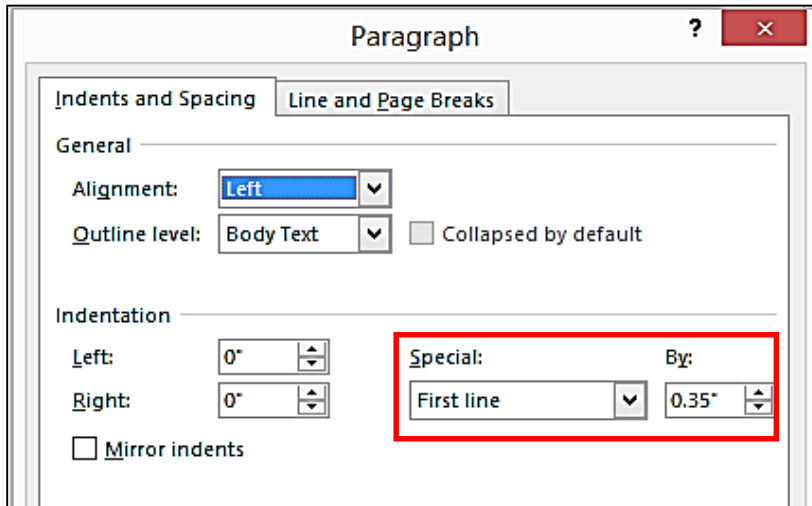 Paragraph ?
Indents and Spacing Line and Page Breaks
General
Alignment: Left
Outline level: Body Text Collapsed by default
Indentation
Left: 0" Special: By:
Right: 0" First line 0.35"
Mirror indents